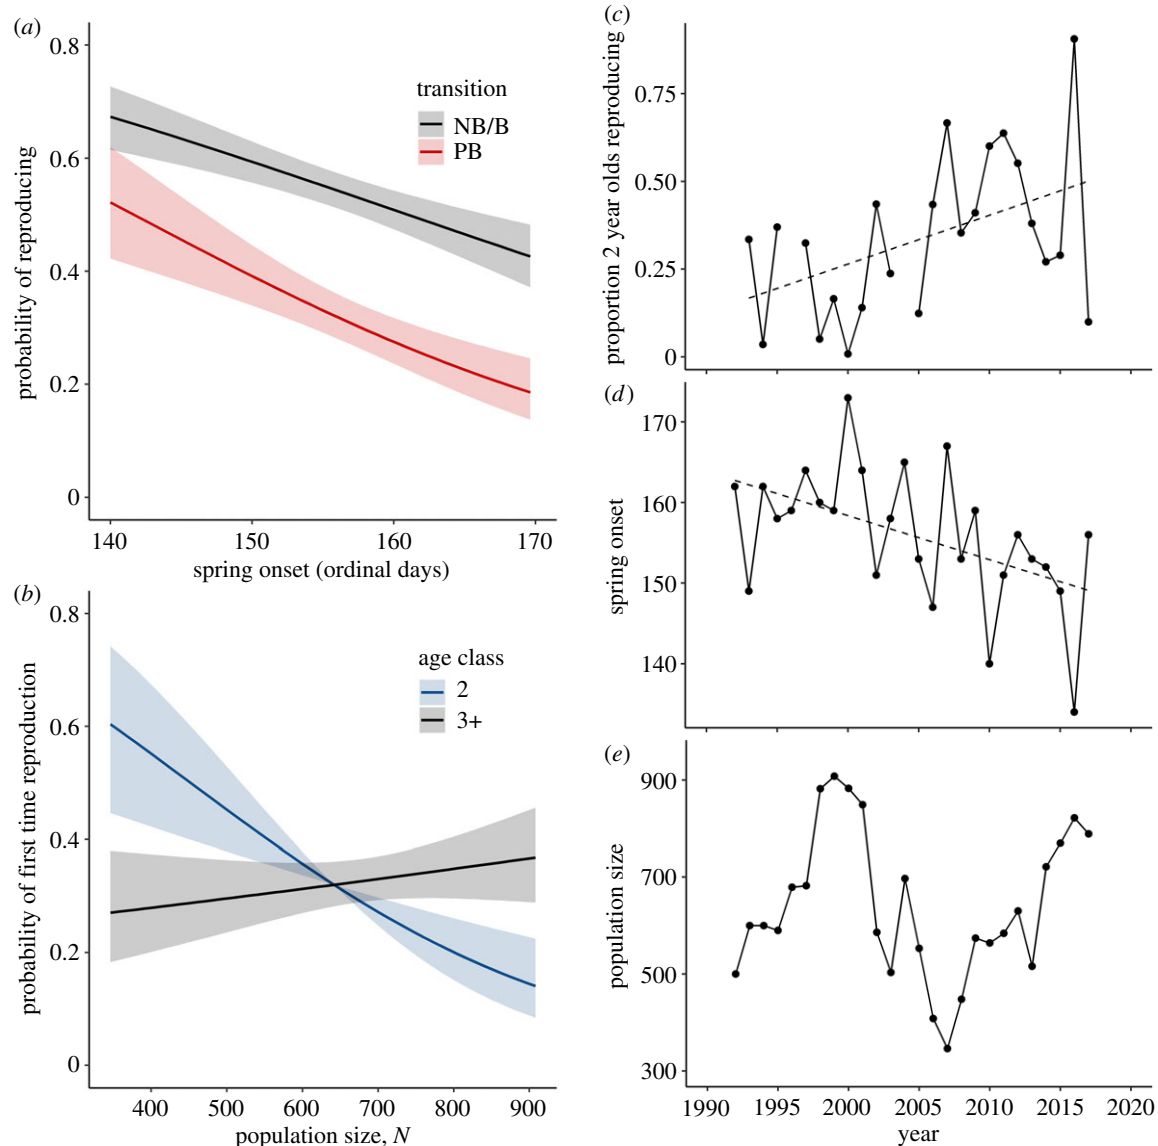 (a)
0.8
0.6
0.4
0.2
0
probability of reproducing
transition
NB/B
PB
140 150 160 170
spring onset (ordinal days)
(b)
0.8
0.6
0.4
0.2
0
probability of first time reproduction
age class
2
3+
400 500 600 700 800 900
population size, N
(c)
0.75
0.50
0.25
0
proportion 2 year olds reproducing
(d)
170
160
150
140
spring onset
(e)
900
700
500
300
population size
1990 1995 2000 2005 2010 2015 2020
year